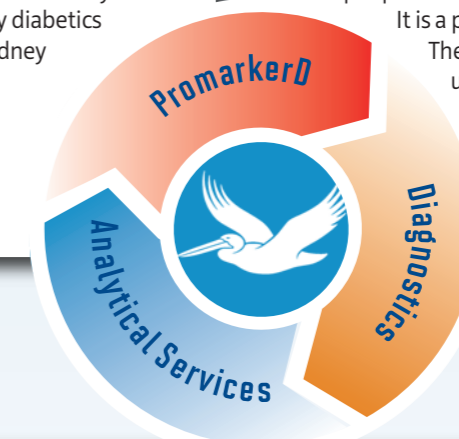 y diabetics
It is a p
dney
The
u
PromarkerD
Diagnostics
Analytical Services